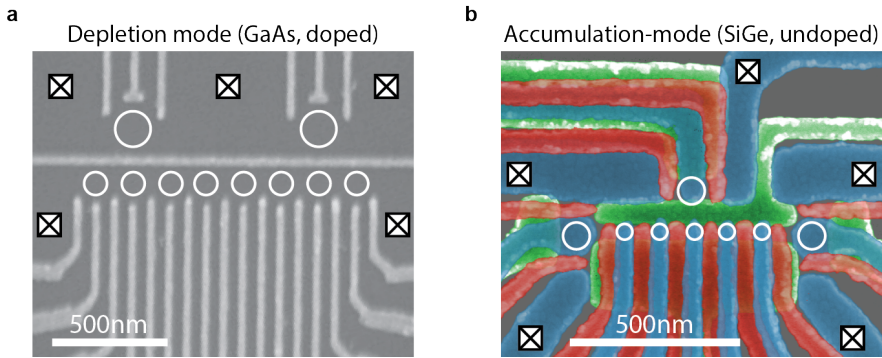 a
Depletion mode (GaAs, doped)
500nm
b
Accumulation-mode (SiGe, undoped)
500nm